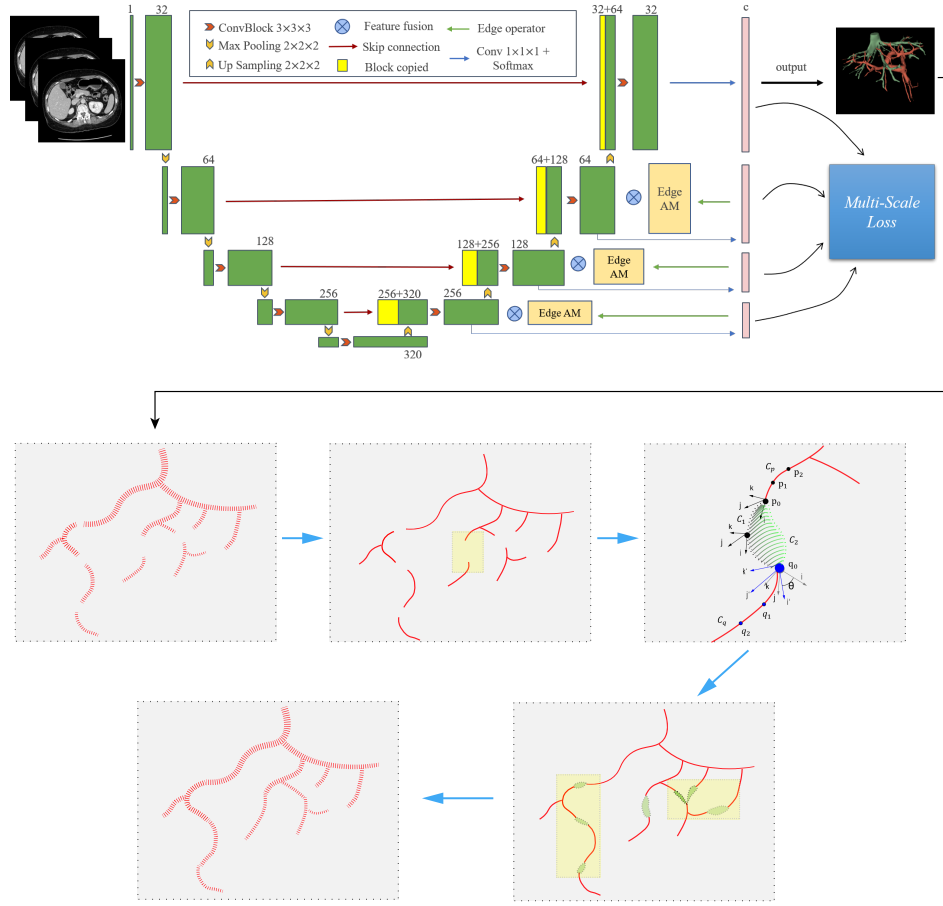 1
32
ConvBlock 3×3×3
Max Pooling 2×2×2
Up Sampling 2×2×2
Feature fusion
Skip connection
Block copied
Edge operator
Conv 1×1×1 +
Softmax
32+64
32
c
output
64
64+128
64
Edge
AM
Multi-Scale
Loss
128
128+256
128
Edge
AM
256
256+320
256
Edge AM
320
C_p
p_2
p_1
k
p_0
j
i
C_1
k
C_2
j
i
q_0
k'
k
i
θ
j'
j
i'
q_1
C_q
q_2